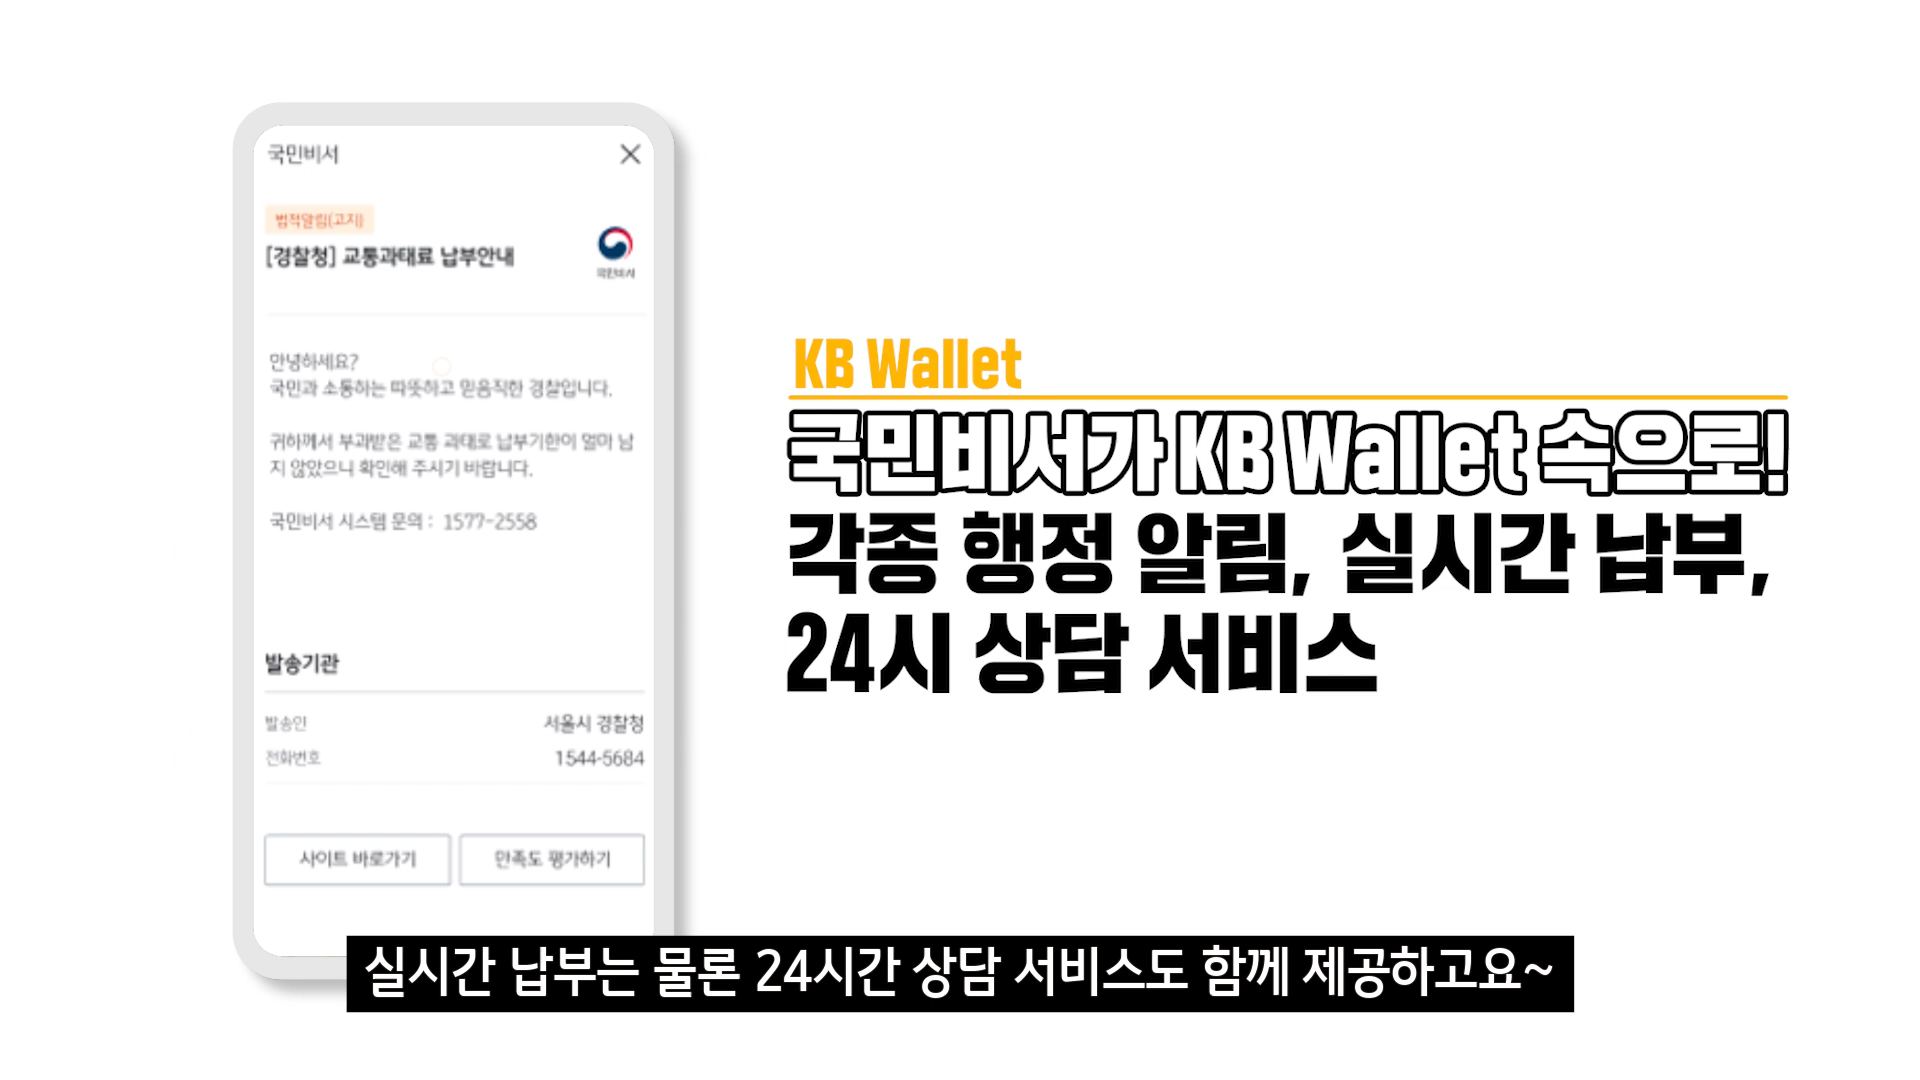 국민비서
법적알림(고지)
[경찰청] 교통과태료 납부안내
국민비서
안녕하세요?
국민과 소통하는 따뜻하고 믿음직한 경찰입니다.
귀하께서 부과받은 교통 과태로 납부기한이 얼마 남
지 않았으니 확인해 주시기 바랍니다.
국민비서 시스템 문의 : 1577-2558
발송기관
발송인 서울시 경찰청
전화번호 1544-5684
사이트 바로가기 만족도 평가하기
KB Wallet
국민비서가 KB Wallet 속으로!
각종 행정 알림, 실시간 납부,
24시 상담 서비스
실시간 납부는 물론 24시간 상담 서비스도 함께 제공하고요~